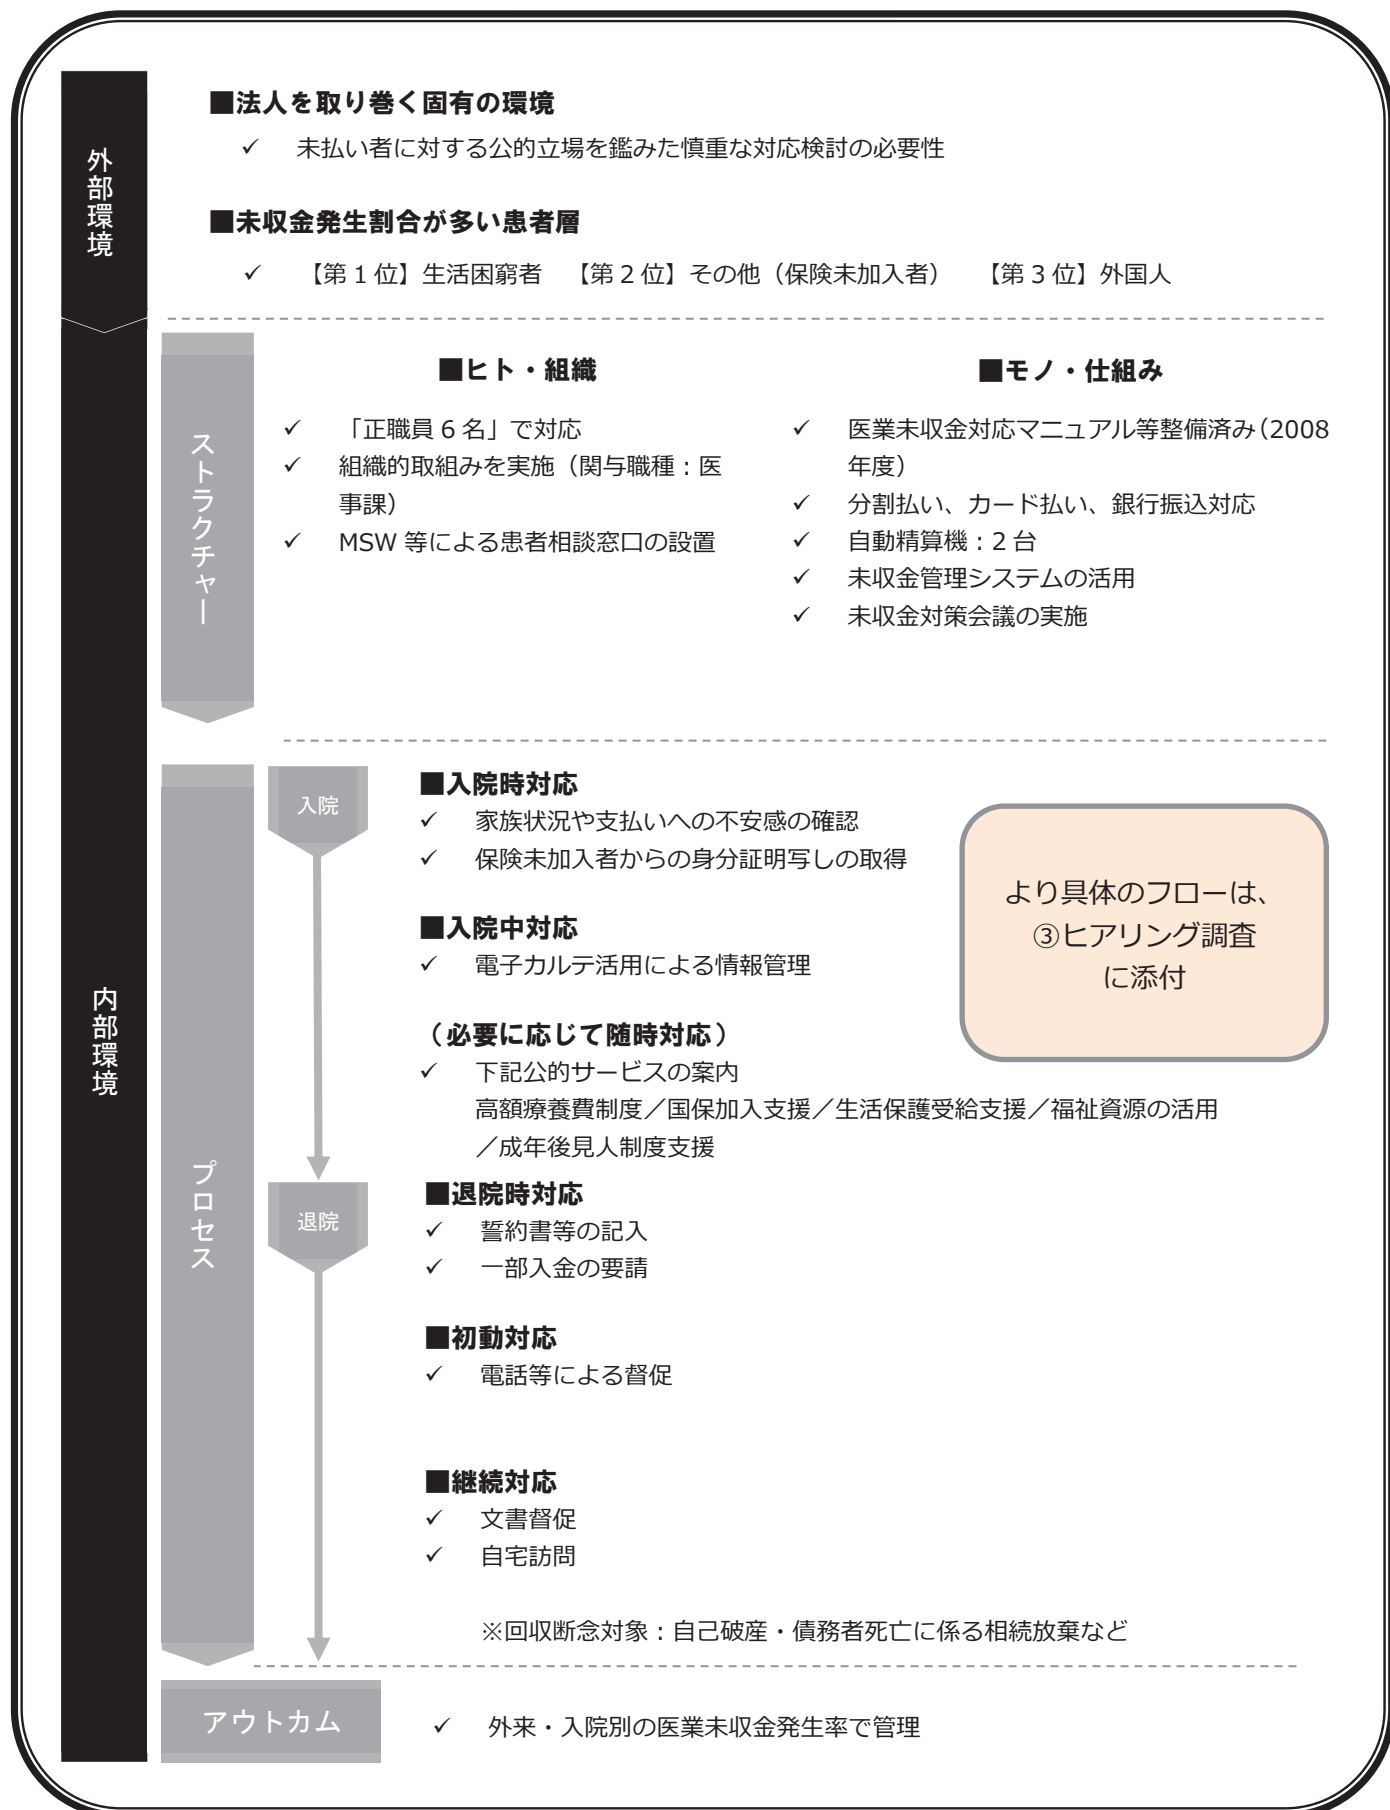 外部環境
■法人を取り巻く固有の環境
✓ 未払い者に対する公的立場を鑑みた慎重な対応検討の必要性
■未収金発生割合が多い患者層
✓ 【第1位】生活困窮者 【第2位】その他（保険未加入者） 【第3位】外国人
内部環境
ストラクチャー
■ヒト・組織
✓ 「正職員6名」で対応
✓ 組織的取組みを実施（関与職種：医
事課）
✓ MSW等による患者相談窓口の設置
■モノ・仕組み
✓ 医業未収金対応マニュアル等整備済み（2008
年度）
✓ 分割払い、カード払い、銀行振込対応
✓ 自動精算機：2台
✓ 未収金管理システムの活用
✓ 未収金対策会議の実施
プロセス
入院
■入院時対応
✓ 家族状況や支払いへの不安感の確認
✓ 保険未加入者からの身分証明写しの取得
■入院中対応
✓ 電子カルテ活用による情報管理
（必要に応じて随時対応）
✓ 下記公的サービスの案内
高額療養費制度／国保加入支援／生活保護受給支援／福祉資源の活用
／成年後見人制度支援
より具体のフローは、
③ヒアリング調査
に添付
退院
■退院時対応
✓ 誓約書等の記入
✓ 一部入金の要請
■初動対応
✓ 電話等による督促
■継続対応
✓ 文書督促
✓ 自宅訪問
※回収断念対象：自己破産・債務者死亡に係る相続放棄など
アウトカム
✓ 外来・入院別の医業未収金発生率で管理